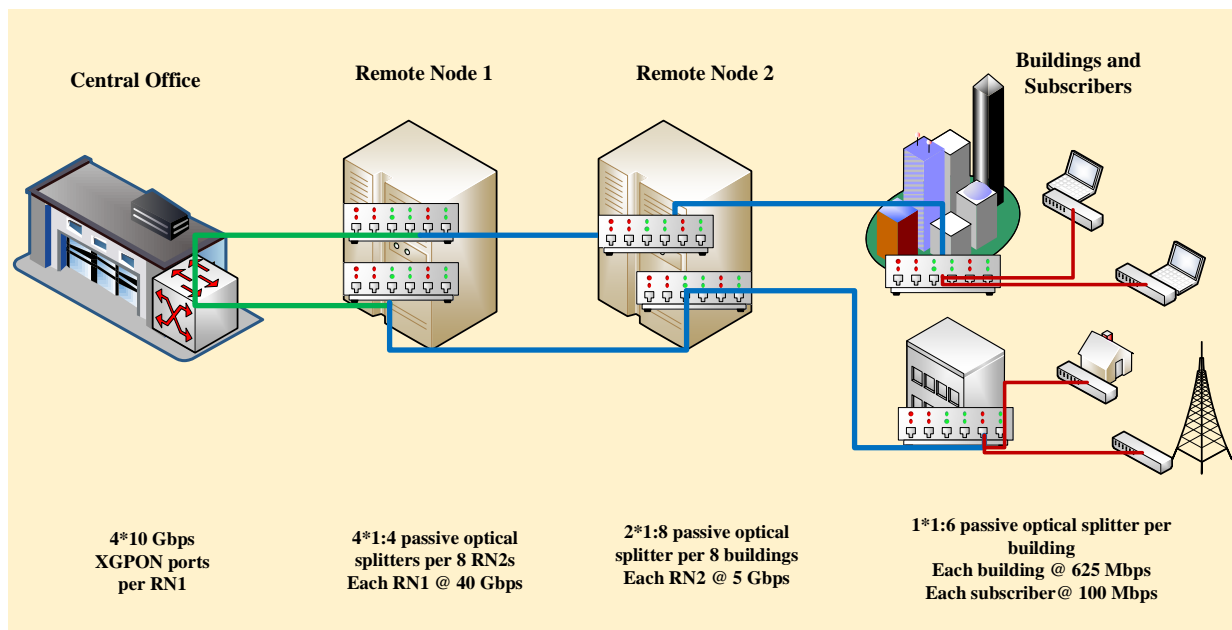 Central Office
Remote Node 1
Remote Node 2
Buildings and
Subscribers
4*10 Gbps
XGPON ports
per RN1
4*1:4 passive optical
splitters per 8 RN2s
Each RN1 @ 40 Gbps
2*1:8 passive optical
splitter per 8 buildings
Each RN2 @ 5 Gbps
1*1:6 passive optical splitter per
building
Each building @ 625 Mbps
Each subscriber@ 100 Mbps